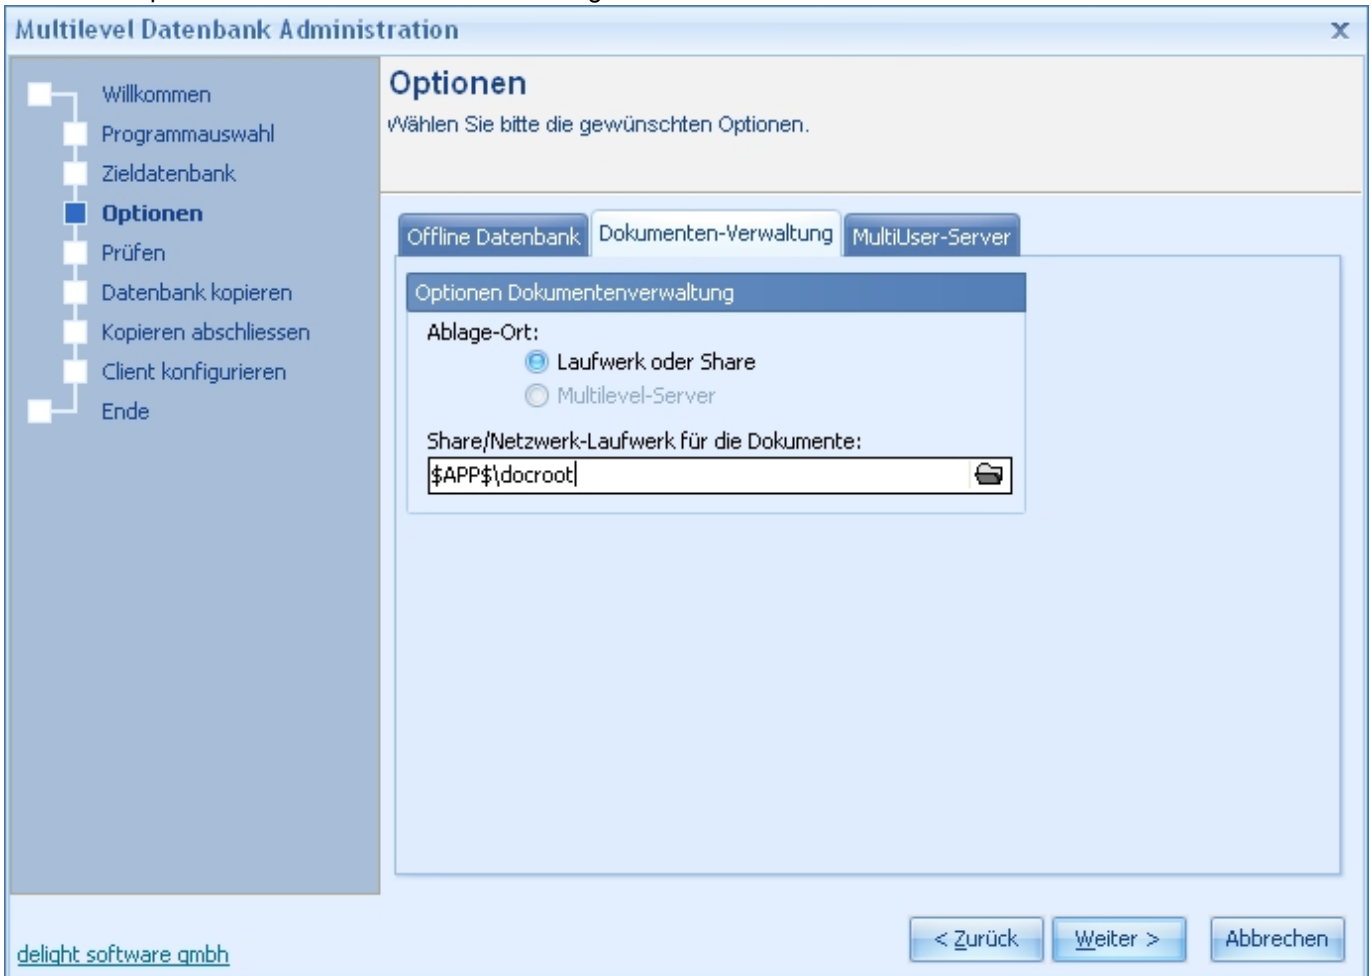 Multilevel Datenbank Administration
x
Willkommen
Programmauswahl
Zieldatenbank
Optionen
Prüfen
Datenbank kopieren
Kopieren abschliessen
Client konfigurieren
Ende
Optionen
Wählen Sie bitte die gewünschten Optionen.
Offline Datenbank Dokumenten-Verwaltung MultiUser-Server
Optionen Dokumentenverwaltung
Ablage-Ort:
Laufwerk oder Share
Multilevel-Server
Share/Netzwerk-Laufwerk für die Dokumente:
$APP$\docroot
delight software gmbh
< Zurück Weiter > Abbrechen